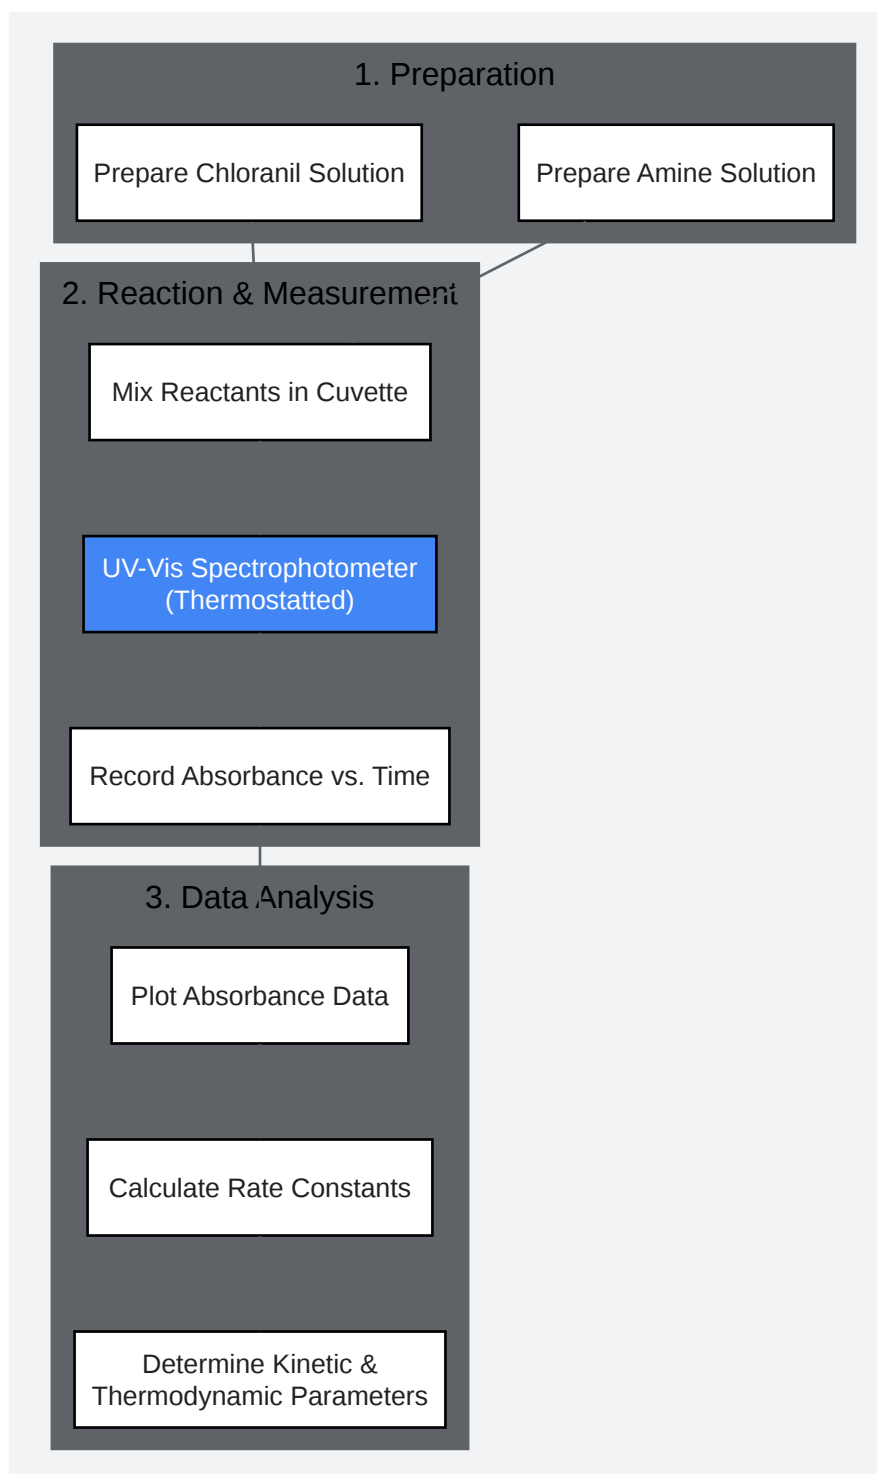 1. Preparation
Prepare Chloranil Solution
Prepare Amine Solution
2. Reaction & Measurement
Mix Reactants in Cuvette
UV-Vis Spectrophotometer
(Thermostatted)
Record Absorbance vs. Time
3. Data Analysis
Plot Absorbance Data
Calculate Rate Constants
Determine Kinetic &
Thermodynamic Parameters